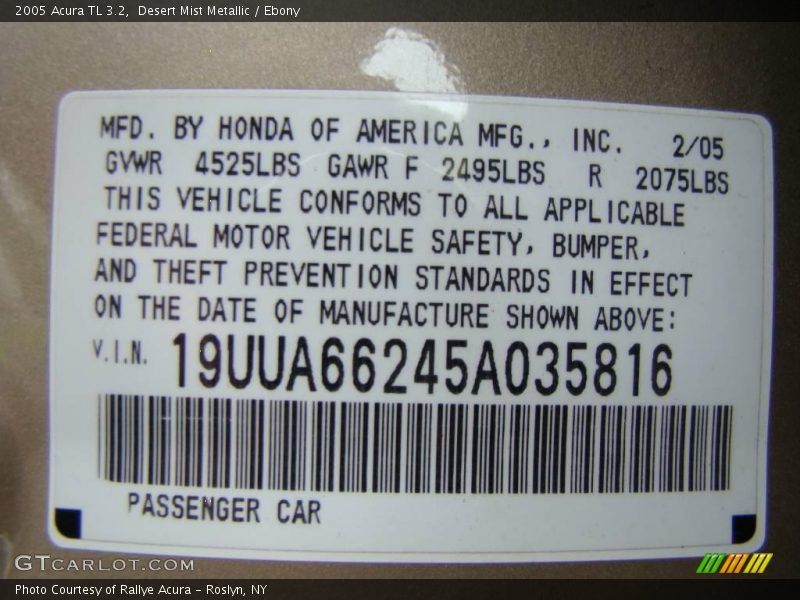 2005 Acura TL 3.2,  Desert Mist Metallic / Ebony
MFD. BY HONDA OF AMERICA MFG., INC. 2/05
GVWR 4525LBS GAWR F 2495LBS R 2075LBS
THIS VEHICLE CONFORMS TO ALL APPLICABLE
FEDERAL MOTOR VEHICLE SAFETY, BUMPER,
AND THEFT PREVENTION STANDARDS IN EFFECT
ON THE DATE OF MANUFACTURE SHOWN ABOVE:
V.I.N. 19UUA66245A035816
PASSENGER CAR
GTcarlot.com
Photo Courtesy of Rallye Acura - Roslyn, NY